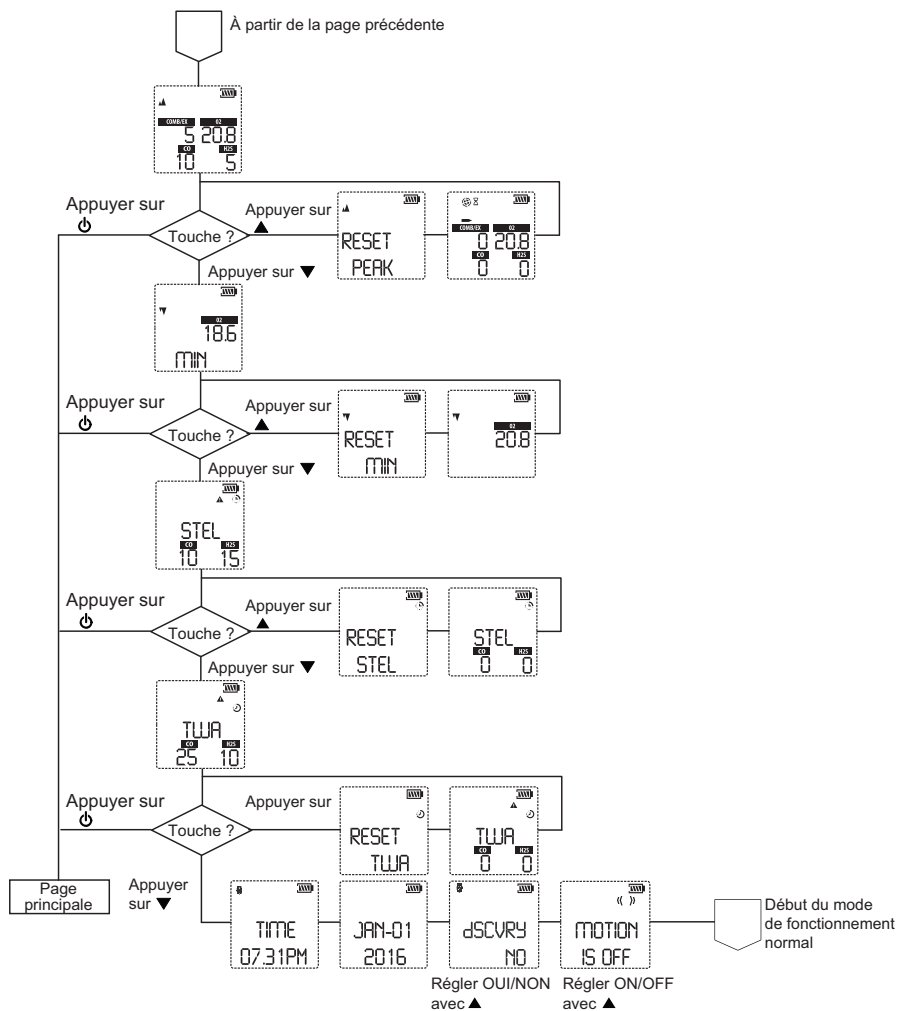 À partir de la page précédente
COMB/EX O2
5 20.8
CO H2S
10 5
Appuyer sur
Touche ?
Appuyer sur ▲
RESET
PEAK
COMB/EX O2
0 20.8
CO H2S
0 0
Appuyer sur ▼
O2
18.6
MIN
Appuyer sur
Touche ?
Appuyer sur ▲
RESET
MIN
O2
20.8
Appuyer sur ▼
STEL
CO H2S
10 15
Appuyer sur
Touche ?
Appuyer sur ▲
RESET
STEL
STEL
CO H2S
0 0
Appuyer sur ▼
TWA
CO H2S
25 10
Appuyer sur
Touche ?
Appuyer sur
RESET
TWA
TWA
CO H2S
0 0
Page
principale
Appuyer
sur ▼
TIME
07.31PM
JAN-01
2016
dSCVRY
NO
MOTION
IS OFF
Début du mode
de fonctionnement
normal
Régler OUI/NON
avec ▲
Régler ON/OFF
avec ▲